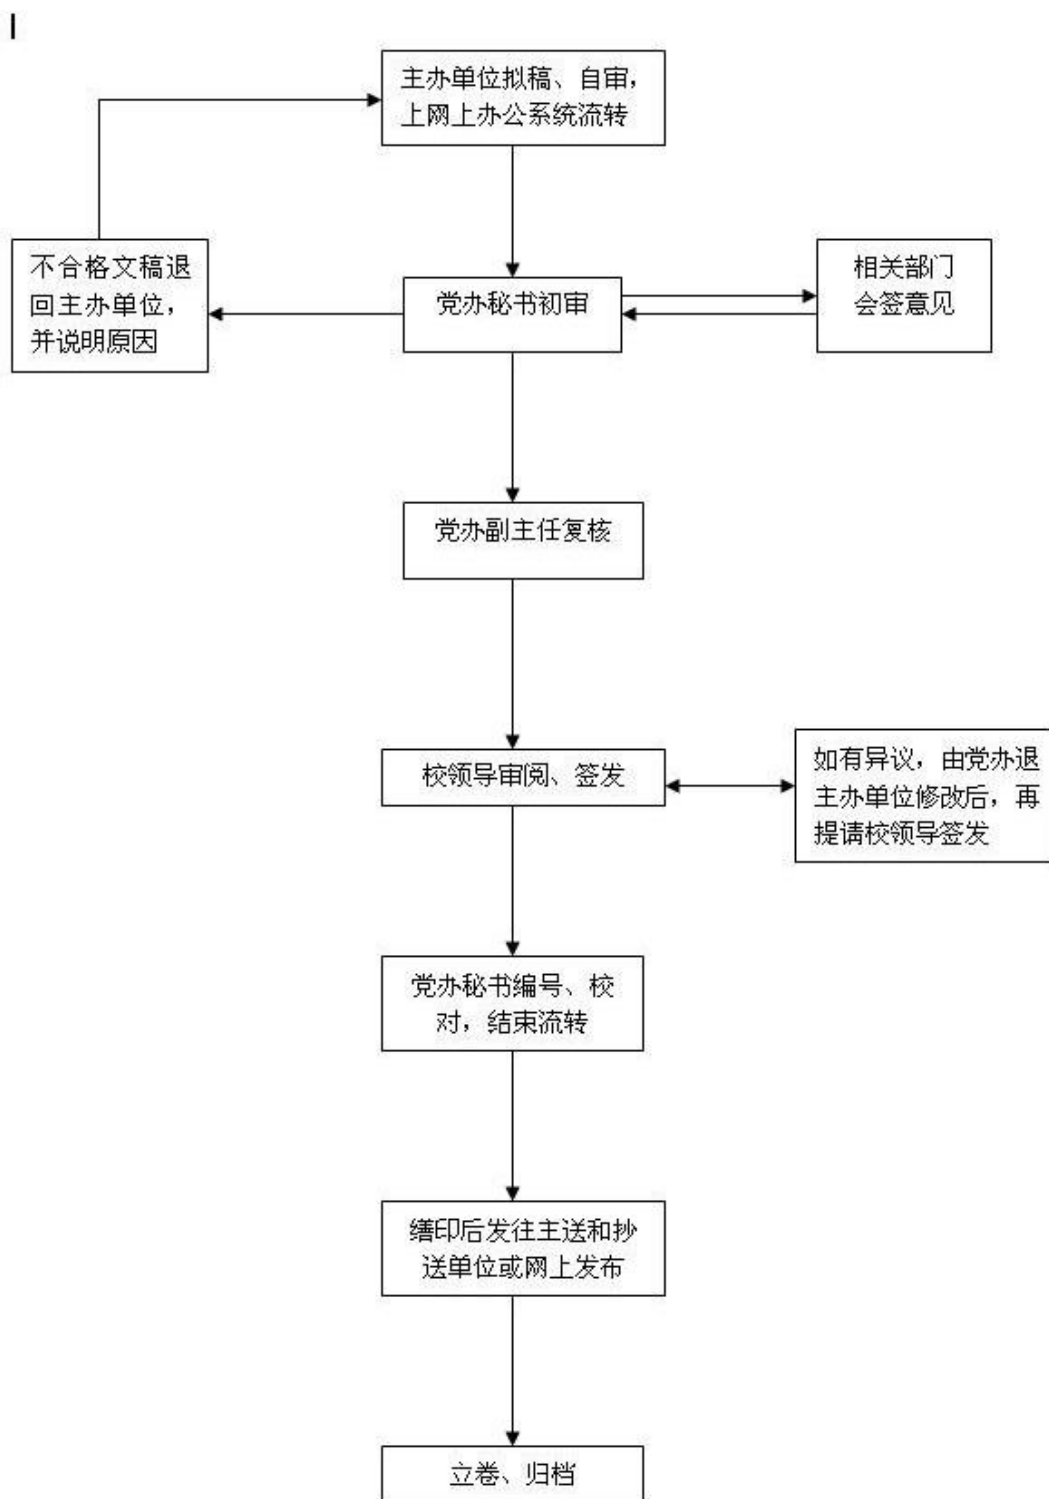 主办单位拟稿、自审，
上网上办公系统流转
不合格文稿退
回主办单位，
并说明原因
党办秘书初审
相关部门
会签意见
党办副主任复核
校领导审阅、签发
如有异议，由党办退
主办单位修改后，再
提请校领导签发
党办秘书编号、校
对，结束流转
缮印后发往主送和抄
送单位或网上发布
立卷、归档